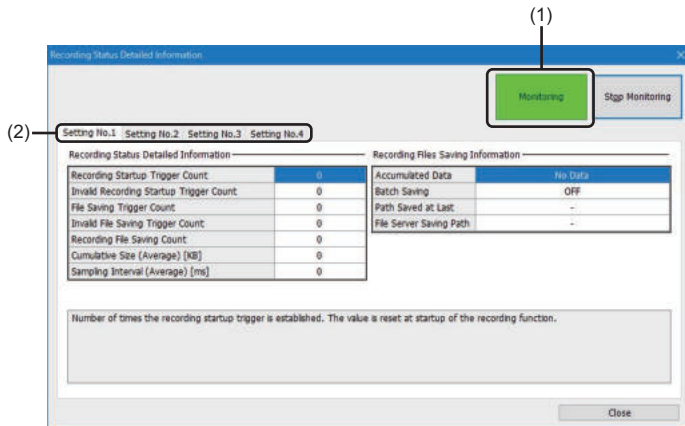 (1)
Recording Status Detailed Information
Monitoring
Stop Monitoring
(2)
Setting No.1 Setting No.2 Setting No.3 Setting No.4
Recording Status Detailed Information
Recording Startup Trigger Count 0
Invalid Recording Startup Trigger Count 0
File Saving Trigger Count 0
Invalid File Saving Trigger Count 0
Recording File Saving Count 0
Cumulative Size (Average) [KB] 0
Sampling Interval (Average) [ms] 0
Recording Files Saving Information
Accumulated Data No Data
Batch Saving OFF
Path Saved at Last -
File Server Saving Path -
Number of times the recording startup trigger is established. The value is reset at startup of the recording function.
Close